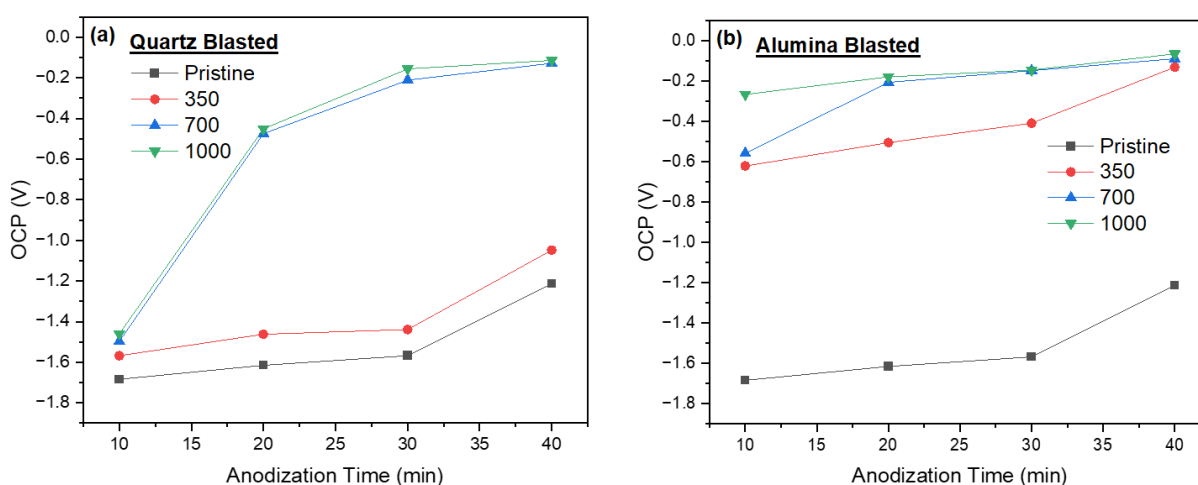 (a) Quartz Blasted
Pristine
350
700
1000
0.0
−0.2
−0.4
−0.6
−0.8
−1.0
−1.2
−1.4
−1.6
−1.8
OCP (V)
10 15 20 25 30 35 40
Anodization Time (min)
(b) Alumina Blasted
Pristine
350
700
1000
0.0
−0.2
−0.4
−0.6
−0.8
−1.0
−1.2
−1.4
−1.6
−1.8
OCP (V)
10 15 20 25 30 35 40
Anodization Time (min)